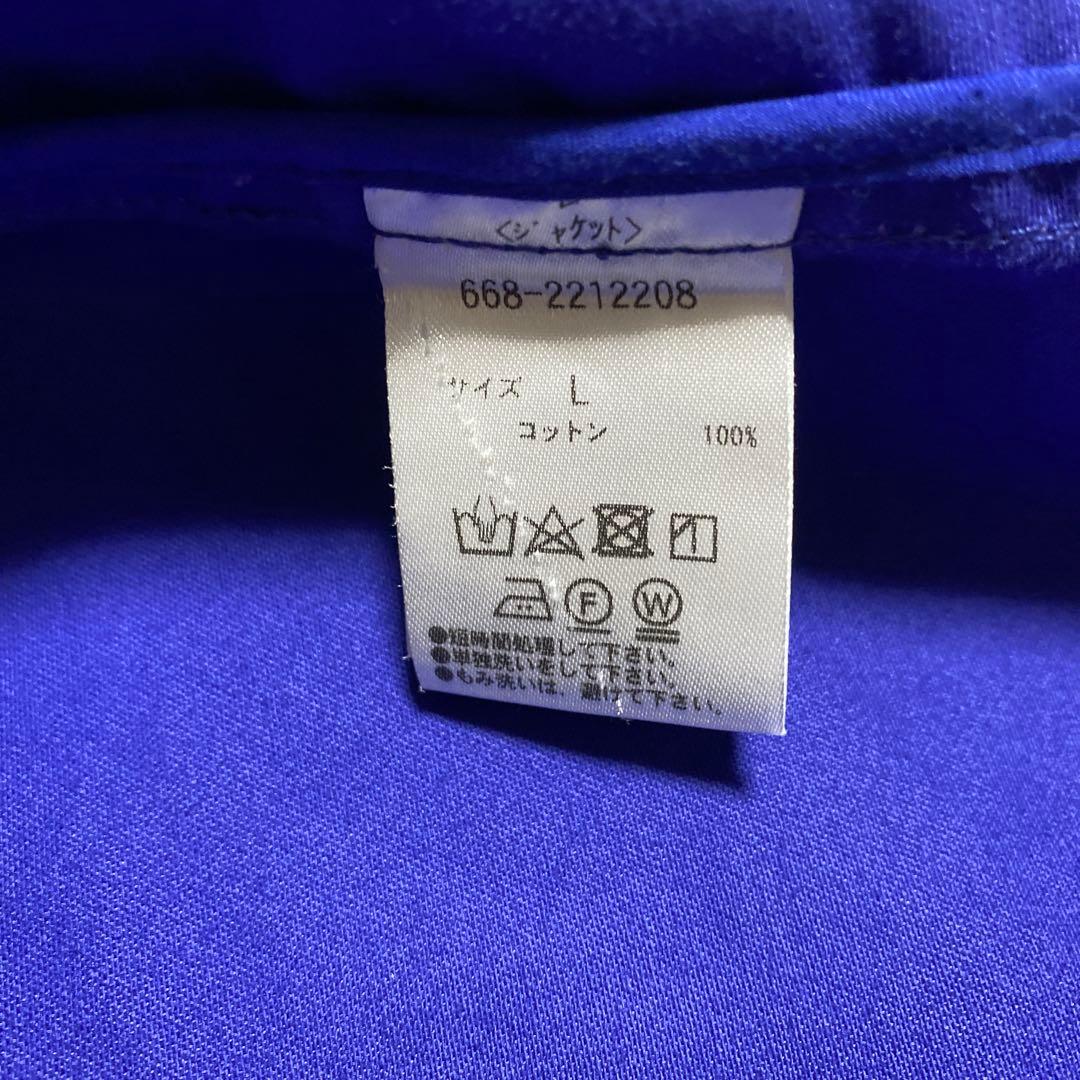 <ジャケット>
668-2212208
サイズ L
コットン 100%
F W
●短時間処理して下さい。
●単独洗いをして下さい。
●もみ洗いは、避けて下さい。